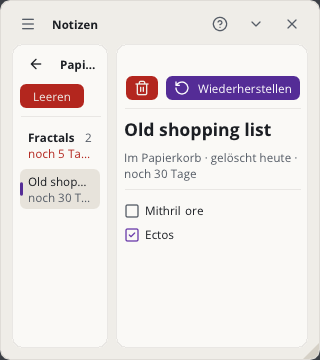 Notizen
Papi...
Leeren
Fractals 2
noch 5 Ta...
Old shop...
noch 30 T...
Wiederherstellen
Old shopping list
Im Papierkorb · gelöscht heute ·
noch 30 Tage
Mithril ore
Ectos